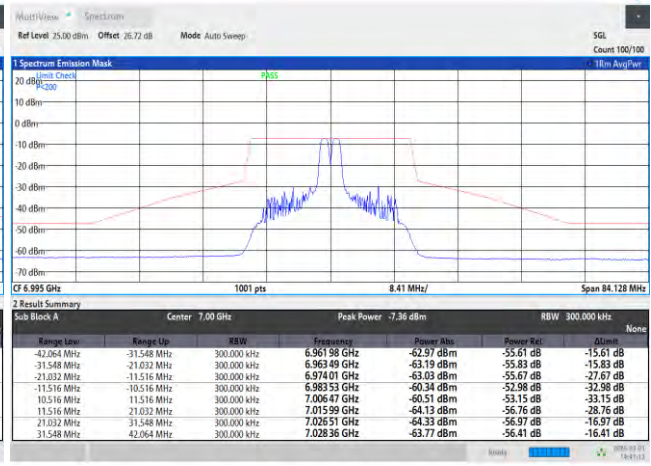 MultiView Spectrum
Ref Level 25.00 dBm Offset 26.72 dB Mode Auto Sweep SGL
Count 100/100
1 Spectrum Emission Mask 1Rm AvgPwr
Limit Check PASS
20 dBm
P<200
10 dBm
0 dBm
-10 dBm
-20 dBm
-30 dBm
-40 dBm
-50 dBm
-60 dBm
-70 dBm
CF 6.995 GHz 1001 pts 8.41 MHz/ Span 84.128 MHz
2 Result Summary
Sub Block A Center 7.00 GHz Peak Power -7.36 dBm RBW 300.000 kHz
None
Range Low Range Up RBW Frequency Power Abs Power Rel ΔLimit
-42.064 MHz -31.548 MHz 300.000 kHz 6.961 98 GHz -62.97 dBm -55.61 dB -15.61 dB
-31.548 MHz -21.032 MHz 300.000 kHz 6.963 49 GHz -63.19 dBm -55.83 dB -15.83 dB
-21.032 MHz -11.516 MHz 300.000 kHz 6.974 01 GHz -63.03 dBm -55.67 dB -27.67 dB
-11.516 MHz -10.516 MHz 300.000 kHz 6.983 53 GHz -60.34 dBm -52.98 dB -32.98 dB
10.516 MHz 11.516 MHz 300.000 kHz 7.006 47 GHz -60.51 dBm -53.15 dB -33.15 dB
11.516 MHz 21.032 MHz 300.000 kHz 7.015 99 GHz -64.13 dBm -56.76 dB -28.76 dB
21.032 MHz 31.548 MHz 300.000 kHz 7.026 51 GHz -64.33 dBm -56.97 dB -16.97 dB
31.548 MHz 42.064 MHz 300.000 kHz 7.028 36 GHz -63.77 dBm -56.41 dB -16.41 dB
Ready